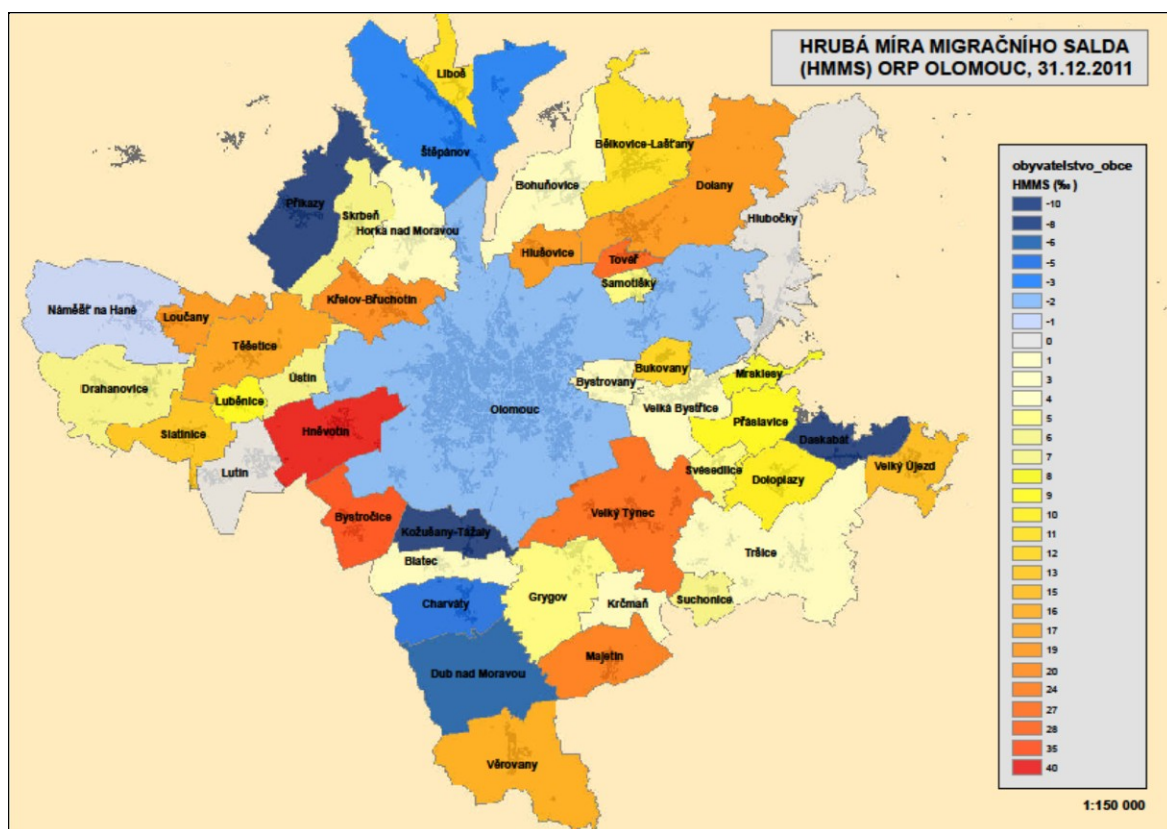 HRUBÁ MÍRA MIGRAČNÍHO SALDA
(HMMS) ORP OLOMOUC, 31.12.2011
Liboš
Štěpánov
Bělkovice-Lašťany
Bohuňovice
Dolany
Příkazy
Skrbeň
Horka nad Moravou
Hlubočky
Hlušovice
Tovéř
Samotišky
Náměšť na Hané
Loučany
Křelov-Břuchotín
Těšetice
Drahanovice
Ústín
Luběnice
Bukovany
Bystrovany
Mrsklesy
Olomouc
Velká Bystřice
Přáslavice
Slatinice
Hněvotín
Daskabát
Velký Újezd
Lutín
Svésedlice
Doloplazy
Bystročice
Kožušany-Tážaly
Velký Týnec
Blatec
Tršice
Charváty
Grygov
Krčmaň
Suchonice
Majetín
Dub nad Moravou
Věrovany
obyvatelstvo_obce
HMMS (‰ )
-10
-8
-6
-5
-3
-2
-1
0
1
3
4
5
6
7
8
9
10
11
12
13
15
16
17
19
20
24
27
28
35
40
1:150 000